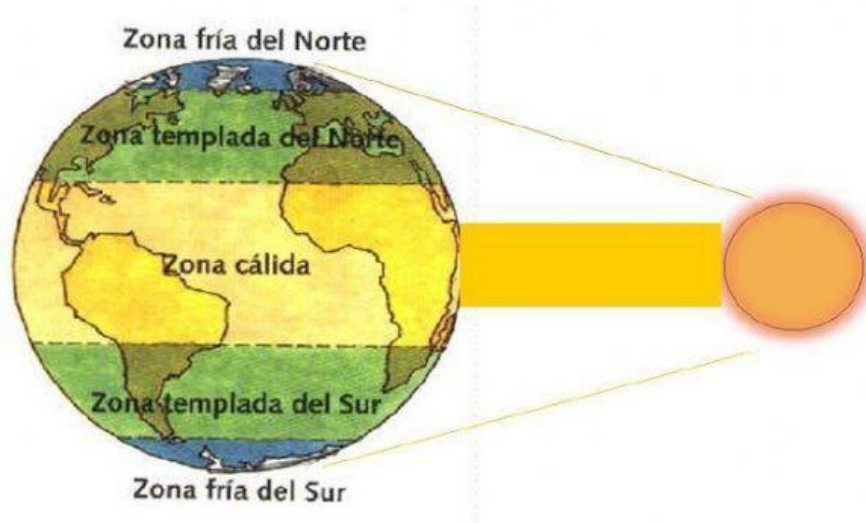 Zona fría del Norte
Zona templada del Norte
Zona cálida
Zona templada del Sur
Zona fría del Sur